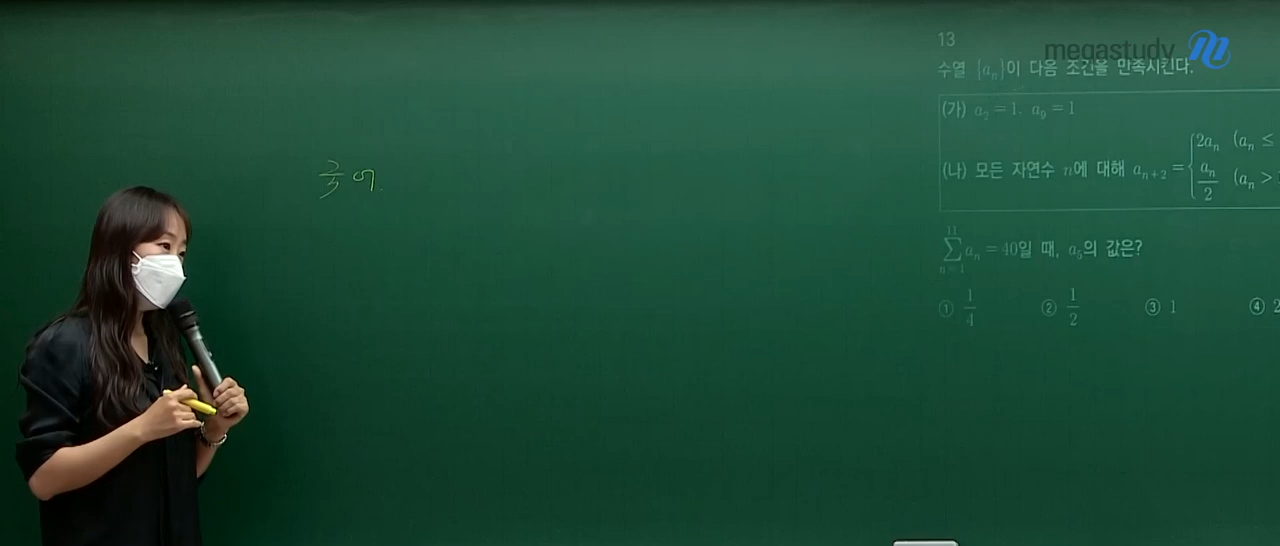 국어
megastudy
13
수열 {aₙ}이 다음 조건을 만족시킨다.
(가) a₂ = 1. a₉ = 1
(나) 모든 자연수 n에 대해 aₙ₊₂ = { 2aₙ (aₙ ≤
aₙ/2 (aₙ >
∑ₙ₌₁¹¹ aₙ = 40일 때, a₅의 값은?
① 1/4 ② 1/2 ③ 1 ④ 2